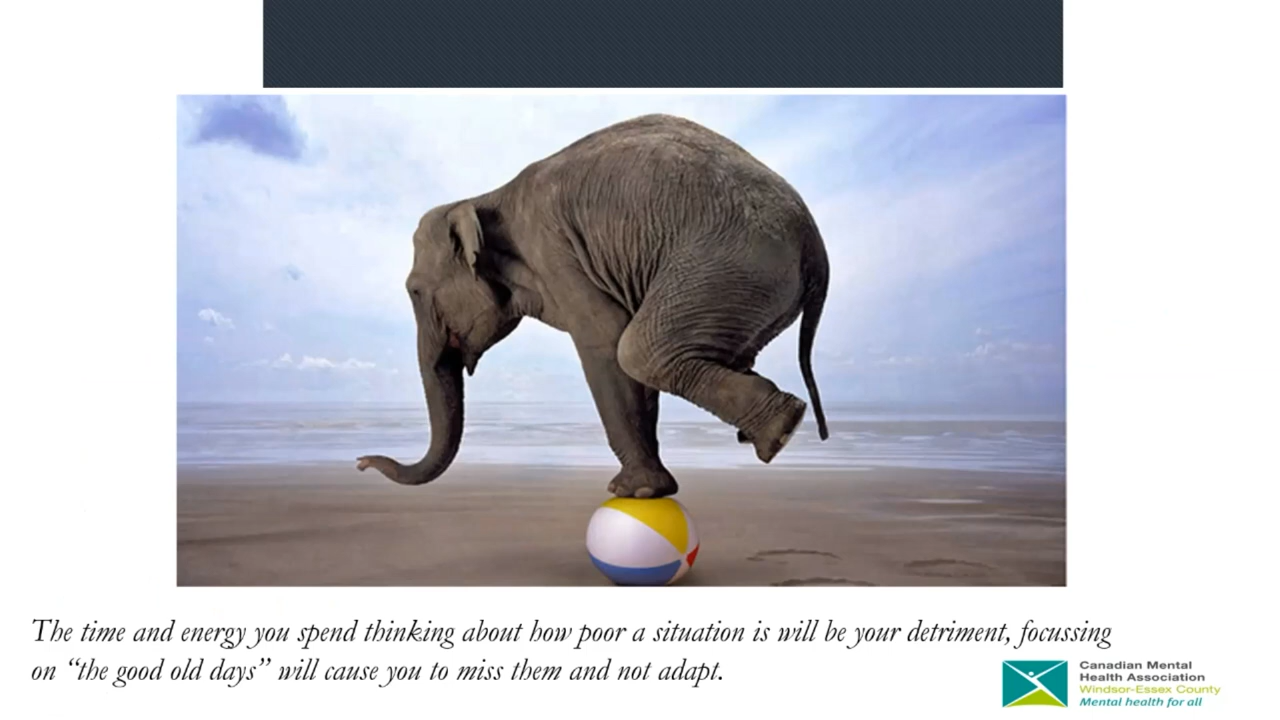 The time and energy you spend thinking about how poor a situation is will be your detriment, focussing
on “the good old days” will cause you to miss them and not adapt.
Canadian Mental
Health Association
Windsor-Essex County
Mental health for all